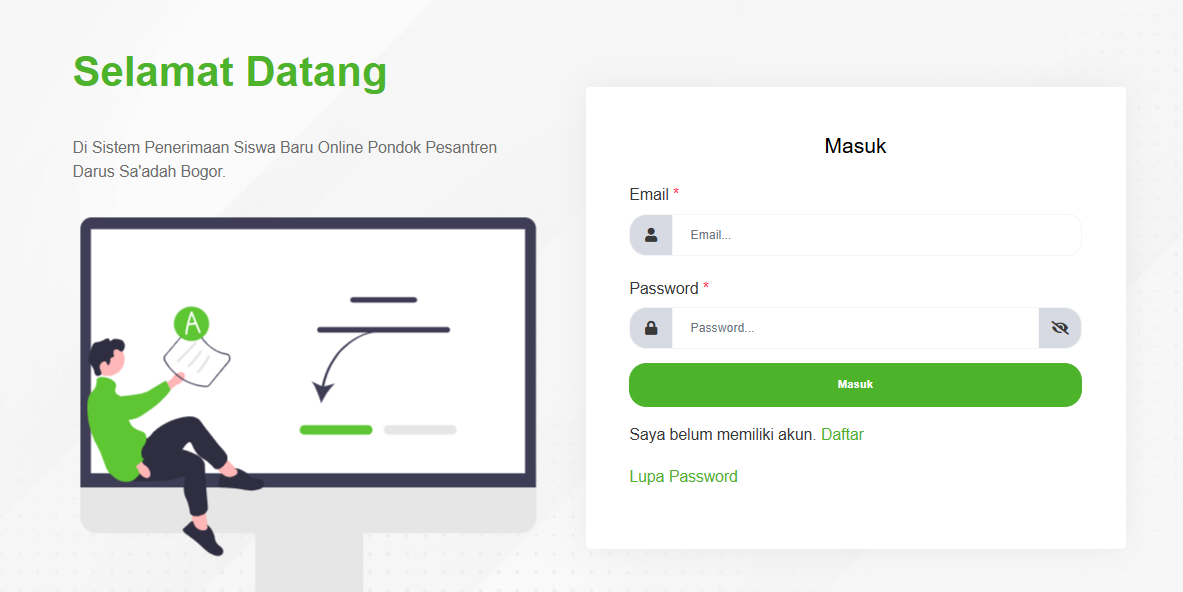 Selamat Datang
Di Sistem Penerimaan Siswa Baru Online Pondok Pesantren
Darus Sa'adah Bogor.
A
Masuk
Email *
Email...
Password *
Password...
Masuk
Saya belum memiliki akun. Daftar
Lupa Password